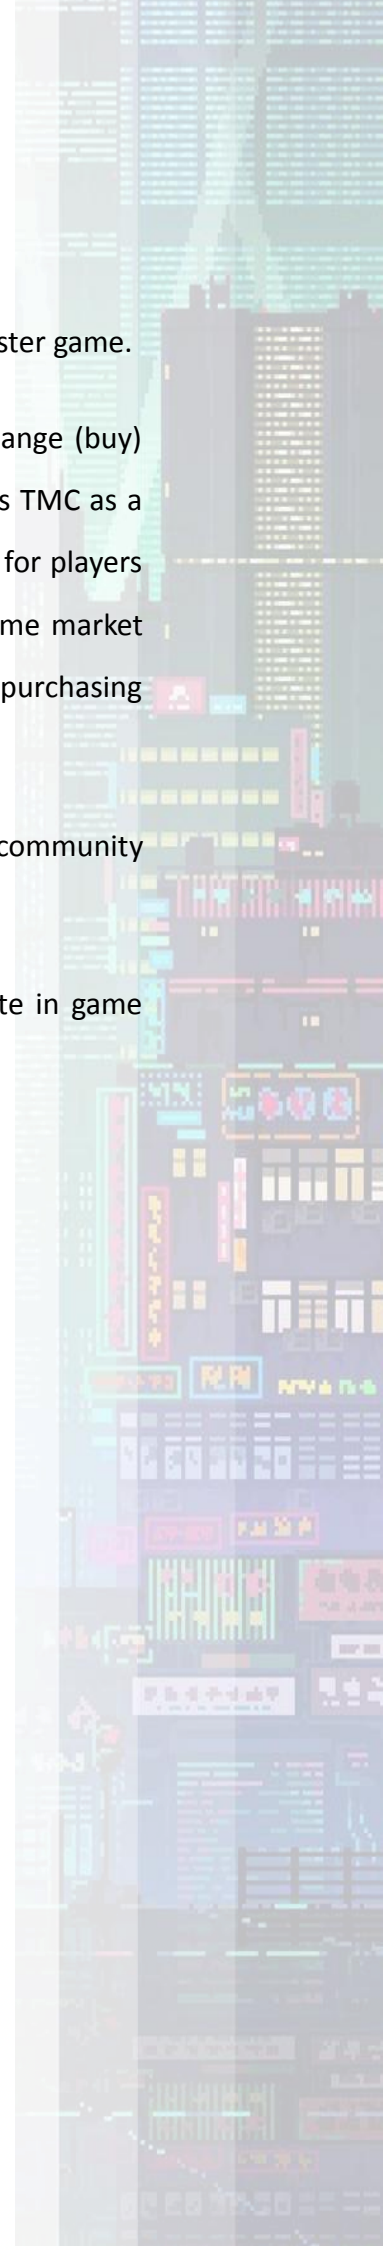 ster game.
ange (buy)
s TMC as a
for players
me market
purchasing
community
te in game